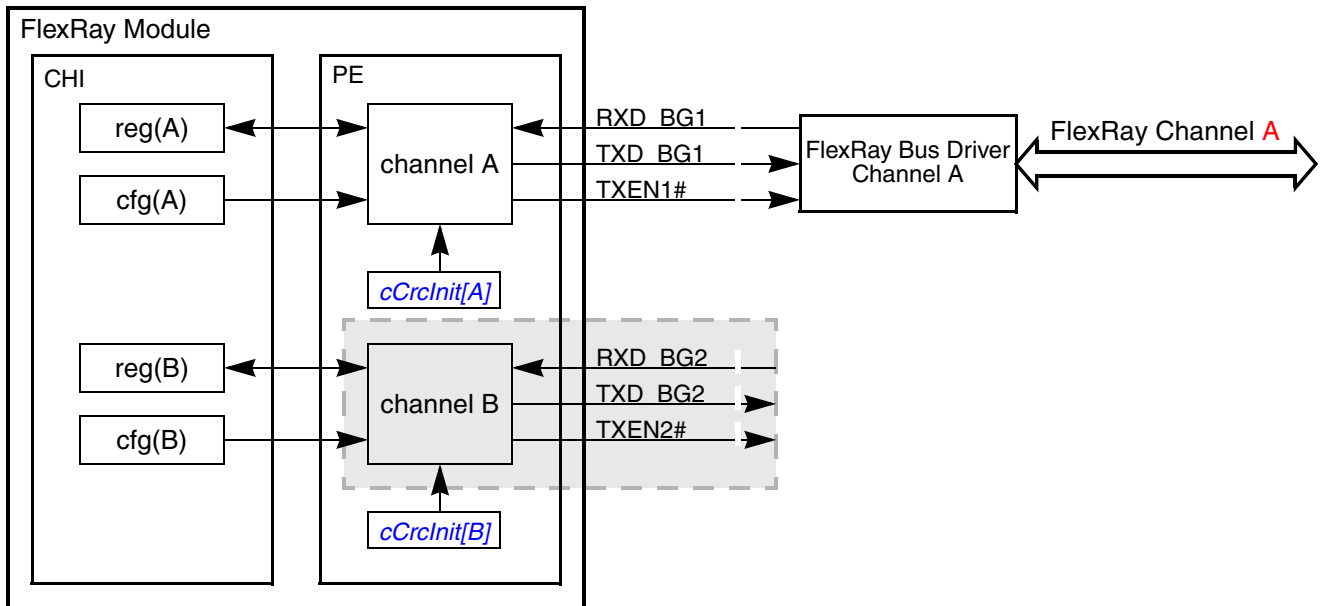 FlexRay Module
CHI
PE
reg(A)
cfg(A)
channel A
RXD_BG1
TXD_BG1
TXEN1#
FlexRay Bus Driver
Channel A
FlexRay Channel A
cCrcInit[A]
reg(B)
cfg(B)
channel B
RXD_BG2
TXD_BG2
TXEN2#
cCrcInit[B]